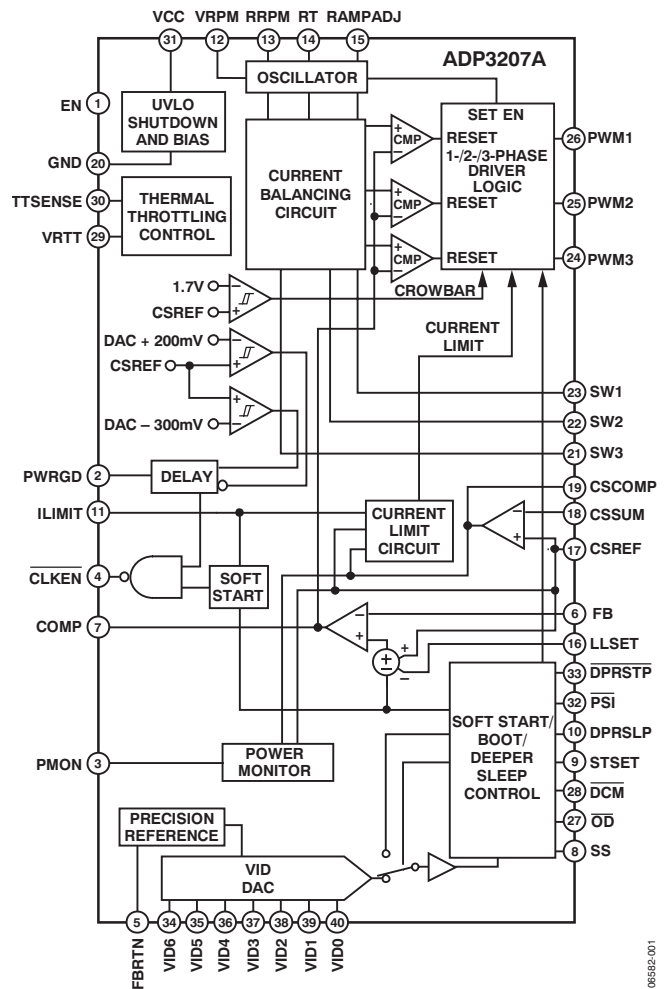 VCC VRPM RRPM RT RAMPADJ
31 12 13 14 15
ADP3207A
OSCILLATOR
EN 1
UVLO
SHUTDOWN
AND BIAS
GND 20
TTSENSE 30
VRTT 29
THERMAL
THROTTLING
CONTROL
CURRENT
BALANCING
CIRCUIT
+
CMP
–
+
CMP
–
+
CMP
–
SET EN
RESET
1-/2-/3-PHASE
DRIVER
LOGIC
RESET
RESET
26 PWM1
25 PWM2
24 PWM3
1.7V –
CSREF +
CROWBAR
DAC + 200mV –
CSREF +
+
DAC – 300mV –
CURRENT
LIMIT
23 SW1
22 SW2
21 SW3
PWRGD 2
DELAY
ILIMIT 11
CURRENT
LIMIT
CIRCUIT
19 CSCOMP
– 18 CSSUM
+ 17 CSREF
CLKEN 4
SOFT
START
COMP 7
–
+
+
–
+
–
6 FB
16 LLSET
33 DPRSTP
32 PSI
10 DPRSLP
9 STSET
28 DCM
27 OD
8 SS
SOFT START/
BOOT/
DEEPER
SLEEP
CONTROL
PMON 3
POWER
MONITOR
PRECISION
REFERENCE
VID
DAC
5 34 35 36 37 38 39 40
FBRTN VID6 VID5 VID4 VID3 VID2 VID1 VID0
06582-001